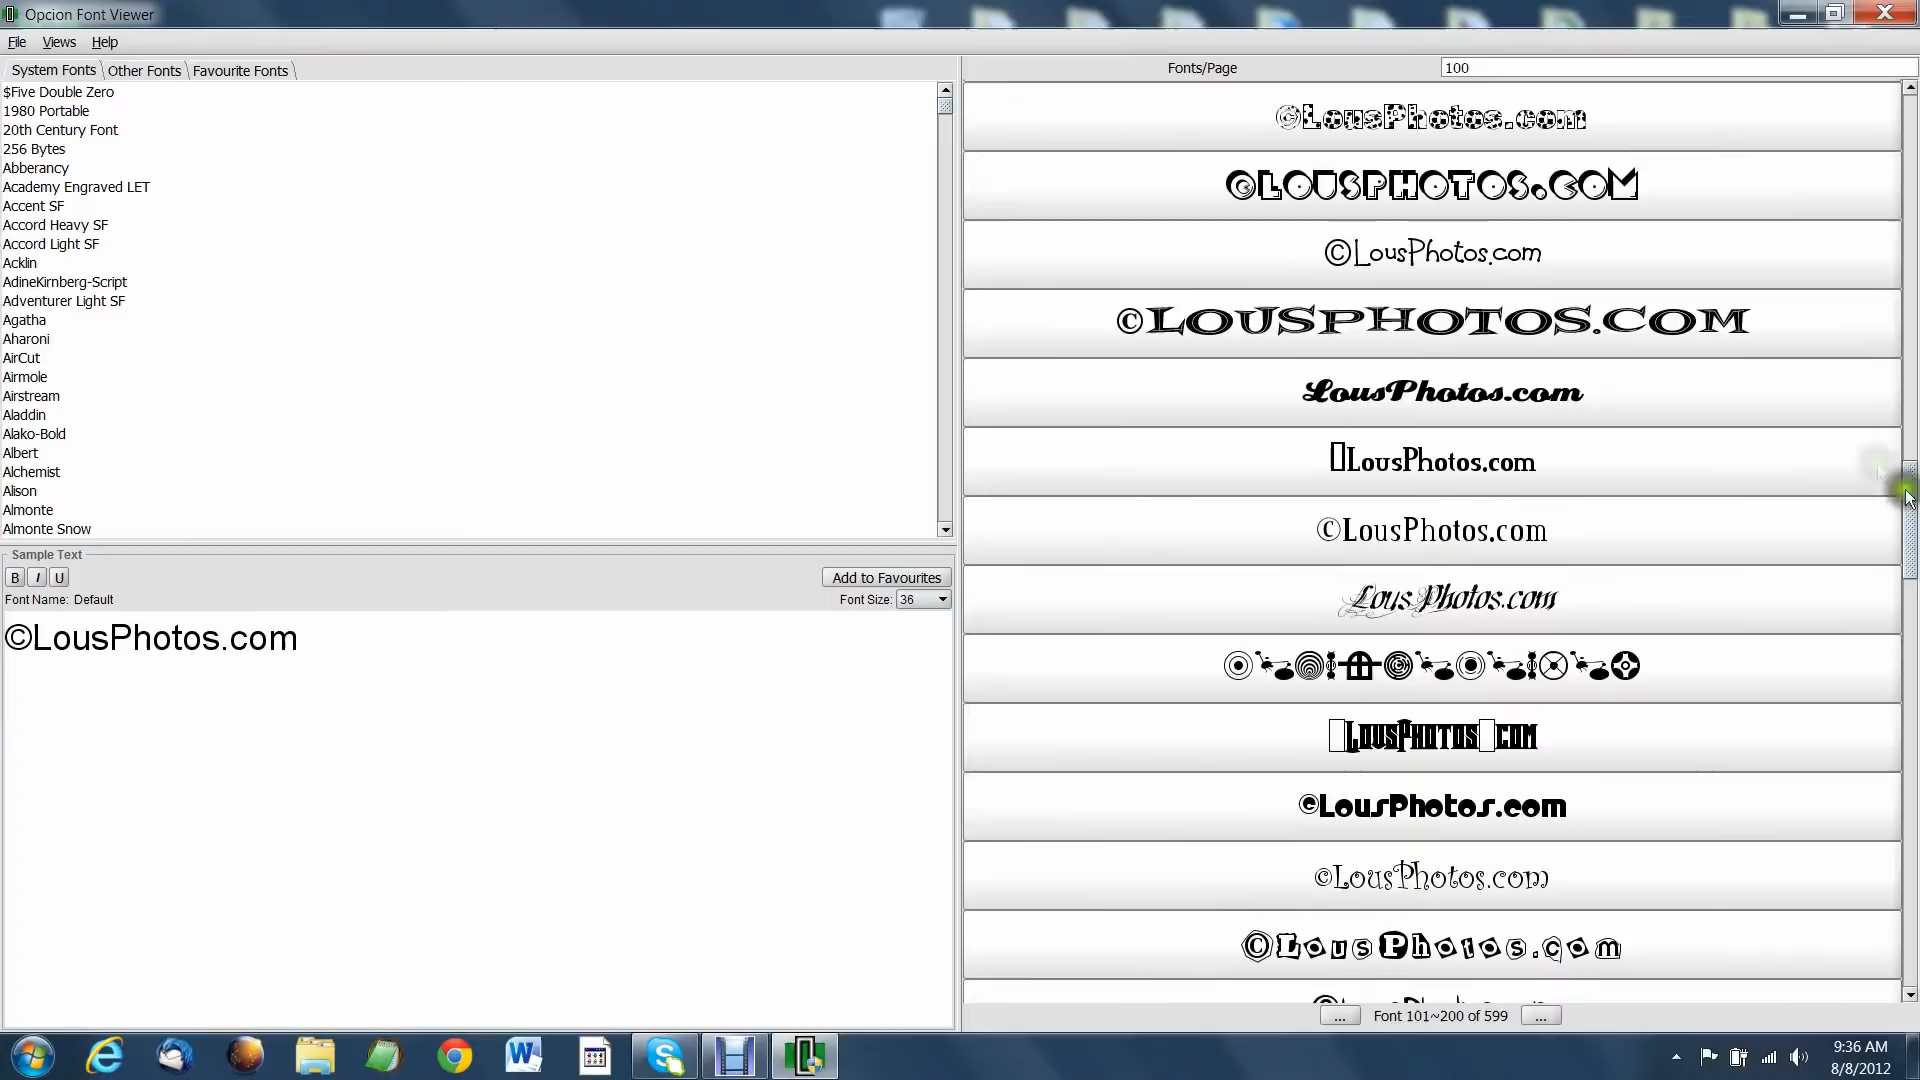 Opcion Font Viewer
File Views Help
System Fonts Other Fonts Favourite Fonts
$Five Double Zero
1980 Portable
20th Century Font
256 Bytes
Abberancy
Academy Engraved LET
Accent SF
Accord Heavy SF
Accord Light SF
Acklin
AdineKirnberg-Script
Adventurer Light SF
Agatha
Aharoni
AirCut
Airmole
Airstream
Aladdin
Alako-Bold
Albert
Alchemist
Alison
Almonte
Almonte Snow
Sample Text
B I U
Add to Favourites
Font Name: Default
Font Size: 36
©LousPhotos.com
Fonts/Page 100
©LousPhotos.com
©LOUSPHOTOS.COM
©LousPhotos.com
©LOUSPHOTOS.COM
LousPhotos.com
LousPhotos.com
©LousPhotos.com
LousPhotos.com
LousPhotos com
©LousPhotos.com
©LousPhotos.com
©LousPhotos.com
... Font 101~200 of 599 ...
9:36 AM
8/8/2012